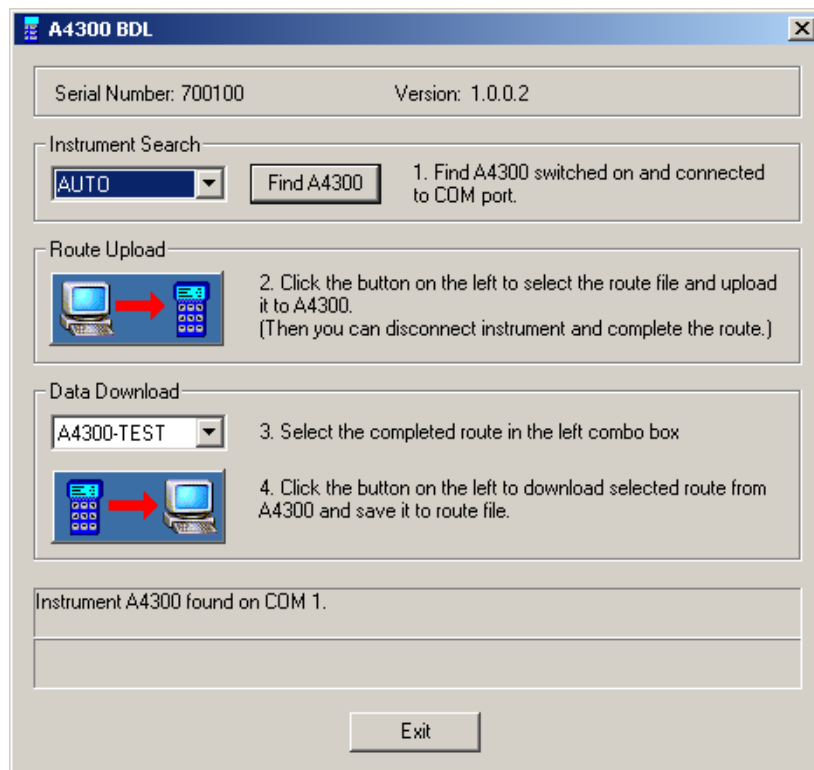 A4300 BDL
Serial Number: 700100 Version: 1.0.0.2
Instrument Search
AUTO
Find A4300
1. Find A4300 switched on and connected
to COM port.
Route Upload
2. Click the button on the left to select the route file and upload
it to A4300.
(Then you can disconnect instrument and complete the route.)
Data Download
A4300-TEST
3. Select the completed route in the left combo box
4. Click the button on the left to download selected route from
A4300 and save it to route file.
Instrument A4300 found on COM 1.
Exit